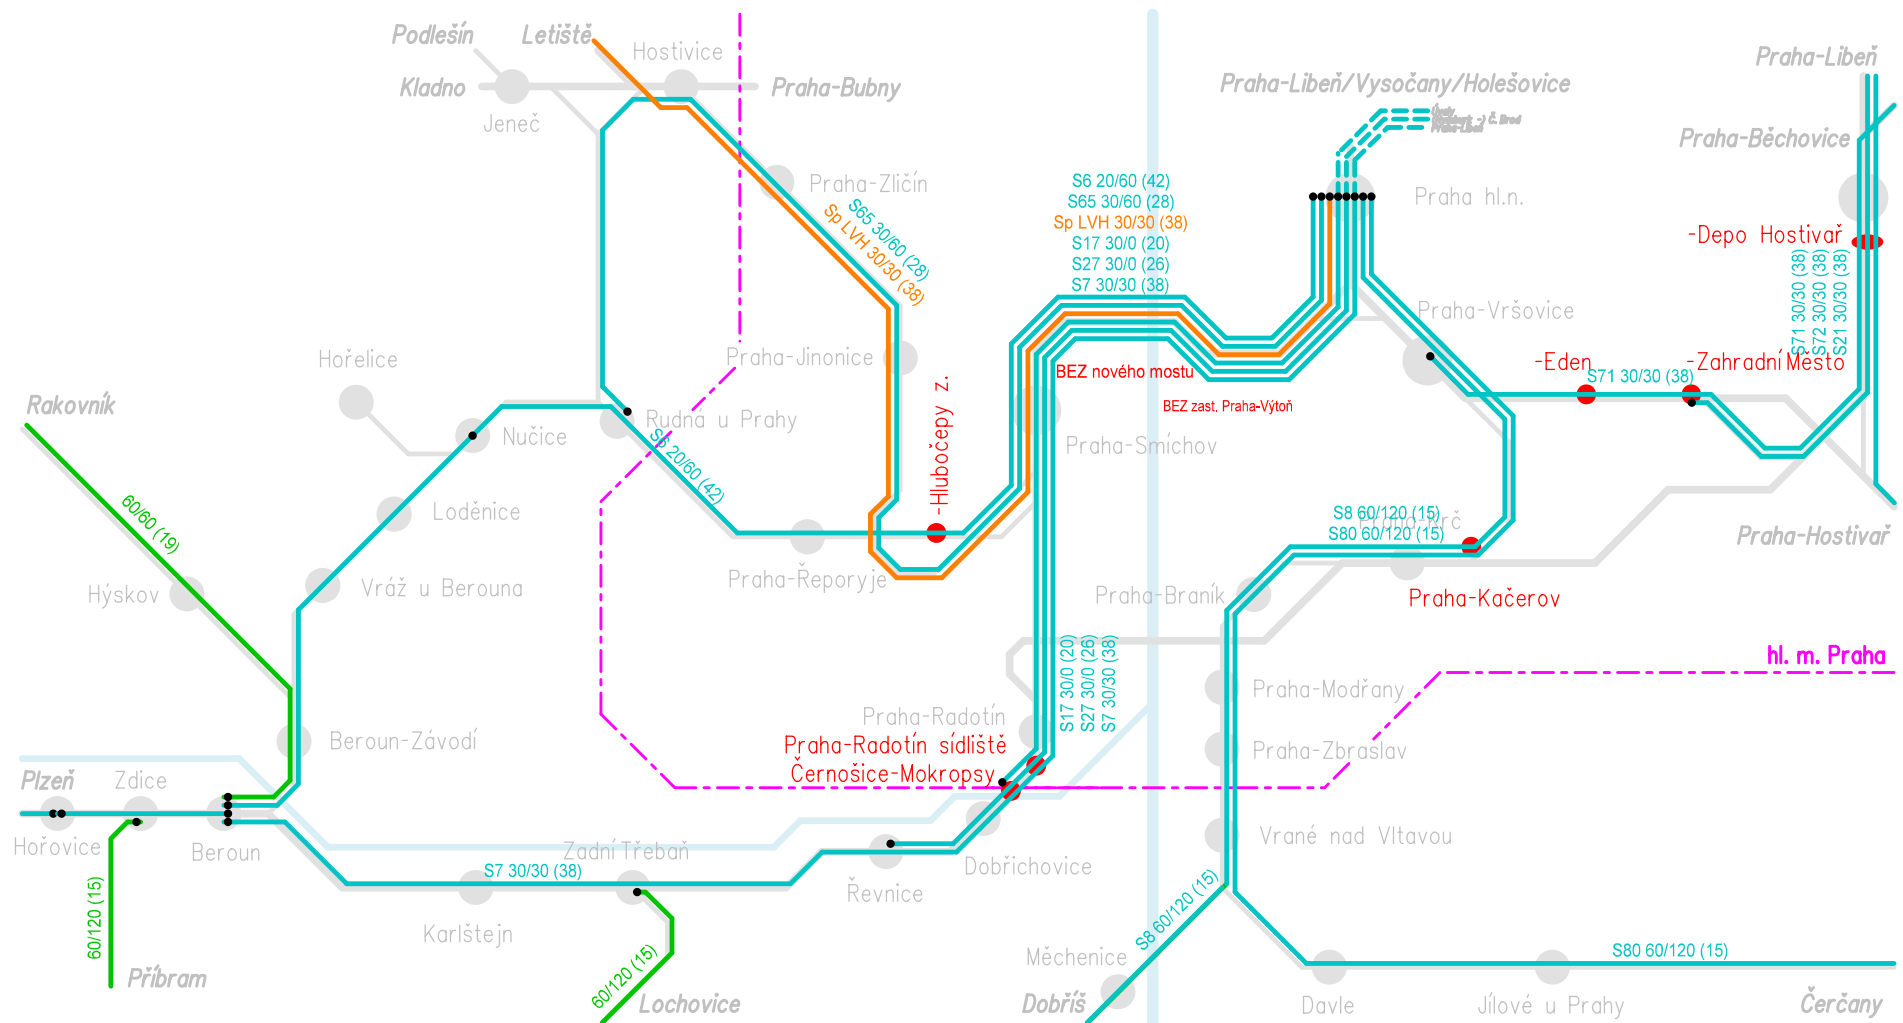 Podlešín
Letiště
Hostivice
Kladno
Praha-Bubny
Jeneč
Praha-Libeň/Vysočany/Holešovice
Praha-Libeň
Praha-Běchovice
Praha-Zličín
S65 30/60 (28)
Sp LVH 30/30 (38)
S6 20/60 (42)
S65 30/60 (28)
Sp LVH 30/30 (38)
S17 30/0 (20)
S27 30/0 (26)
S7 30/30 (38)
Praha hl.n.
-Depo Hostivař
S71 30/30 (38)
S72 30/30 (38)
S21 30/30 (38)
Praha-Vršovice
Hořelice
Praha-Jinonice
BEZ nového mostu
BEZ zast. Praha-Výtoň
-Eden
-Zahradní Město
S71 30/30 (38)
Rakovník
Nučice
Rudná u Prahy
S6 20/60 (42)
-Hlubočepy z.
Praha-Smíchov
60/60 (19)
Loděnice
Praha-Řeporyje
S8 60/120 (15)
Praha-Krč
S80 60/120 (15)
Praha-Hostivař
Hýskov
Vráž u Berouna
Praha-Braník
Praha-Kačerov
hl. m. Praha
S17 30/0 (20)
S27 30/0 (26)
S7 30/30 (38)
Praha-Modřany
Praha-Radotín
Praha-Radotín sídliště
Černošice-Mokropsy
Praha-Zbraslav
Beroun-Závodí
Plzeň
Zdice
Hořovice
Beroun
Zadní Třebaň
S7 30/30 (38)
Dobřichovice
Řevnice
Vrané nad Vltavou
60/120 (15)
Karlštejn
S8 60/120 (15)
Příbram
60/120 (15)
Lochovice
Měchenice
Dobříš
Davle
S80 60/120 (15)
Jílové u Prahy
Čerčany